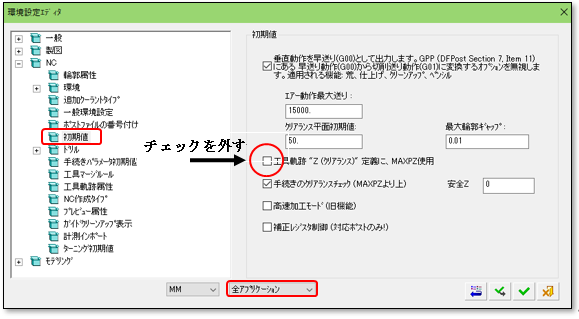 環境設定ｴﾃﾞｨﾀ
一般
製図
NC
輪郭属性
環境
追加ｸｰﾗﾝﾄﾀｲﾌﾟ
一般環境設定
ﾎﾟｽﾄﾌｧｲﾙの番号付け
初期値
ﾄﾞﾘﾙ
手続きﾊﾟﾗﾒｰﾀ初期値
工具ﾏｰｼﾞﾙｰﾙ
工具軌跡属性
NC作成ﾀｲﾌﾟ
ﾌﾟﾚﾋﾞｭｰ属性
ｶﾞｲﾄﾞｸﾘｰﾝｱｯﾌﾟ表示
計測ｲﾝﾎﾟｰﾄ
ﾀｰﾆﾝｸﾞ初期値
ﾓﾃﾞﾘﾝｸﾞ
チェックを外す
初期値
垂直動作を早送り(G00)として出力します。GPP (DFPost Section 7, Item 11)
にある 早送り動作(G00)から切削送り動作(G01)に変換するオプションを無視しま
す。適用される機能: 荒、仕上げ、ｸﾘｰﾝｱｯﾌﾟ、ﾍﾟﾝｼﾙ
ｴｱｰ動作最大送り :
15000.
ｸﾘｱﾗﾝｽ平面初期値:
最大輪郭ｷﾞｬｯﾌﾟ:
50.
0.01
工具軌跡 "Z (ｸﾘｱﾗﾝｽ)" 定義に、MAXPZ使用
手続きのｸﾘｱﾗﾝｽﾁｪｯｸ (MAXPZより上)
安全Z
0
高速加工ﾓｰﾄﾞ(旧機能)
補正ﾚｼﾞｽﾀ制御 (対応ﾎﾟｽﾄのみ!)
MM
全ｱﾌﾟﾘｹｰｼｮﾝ